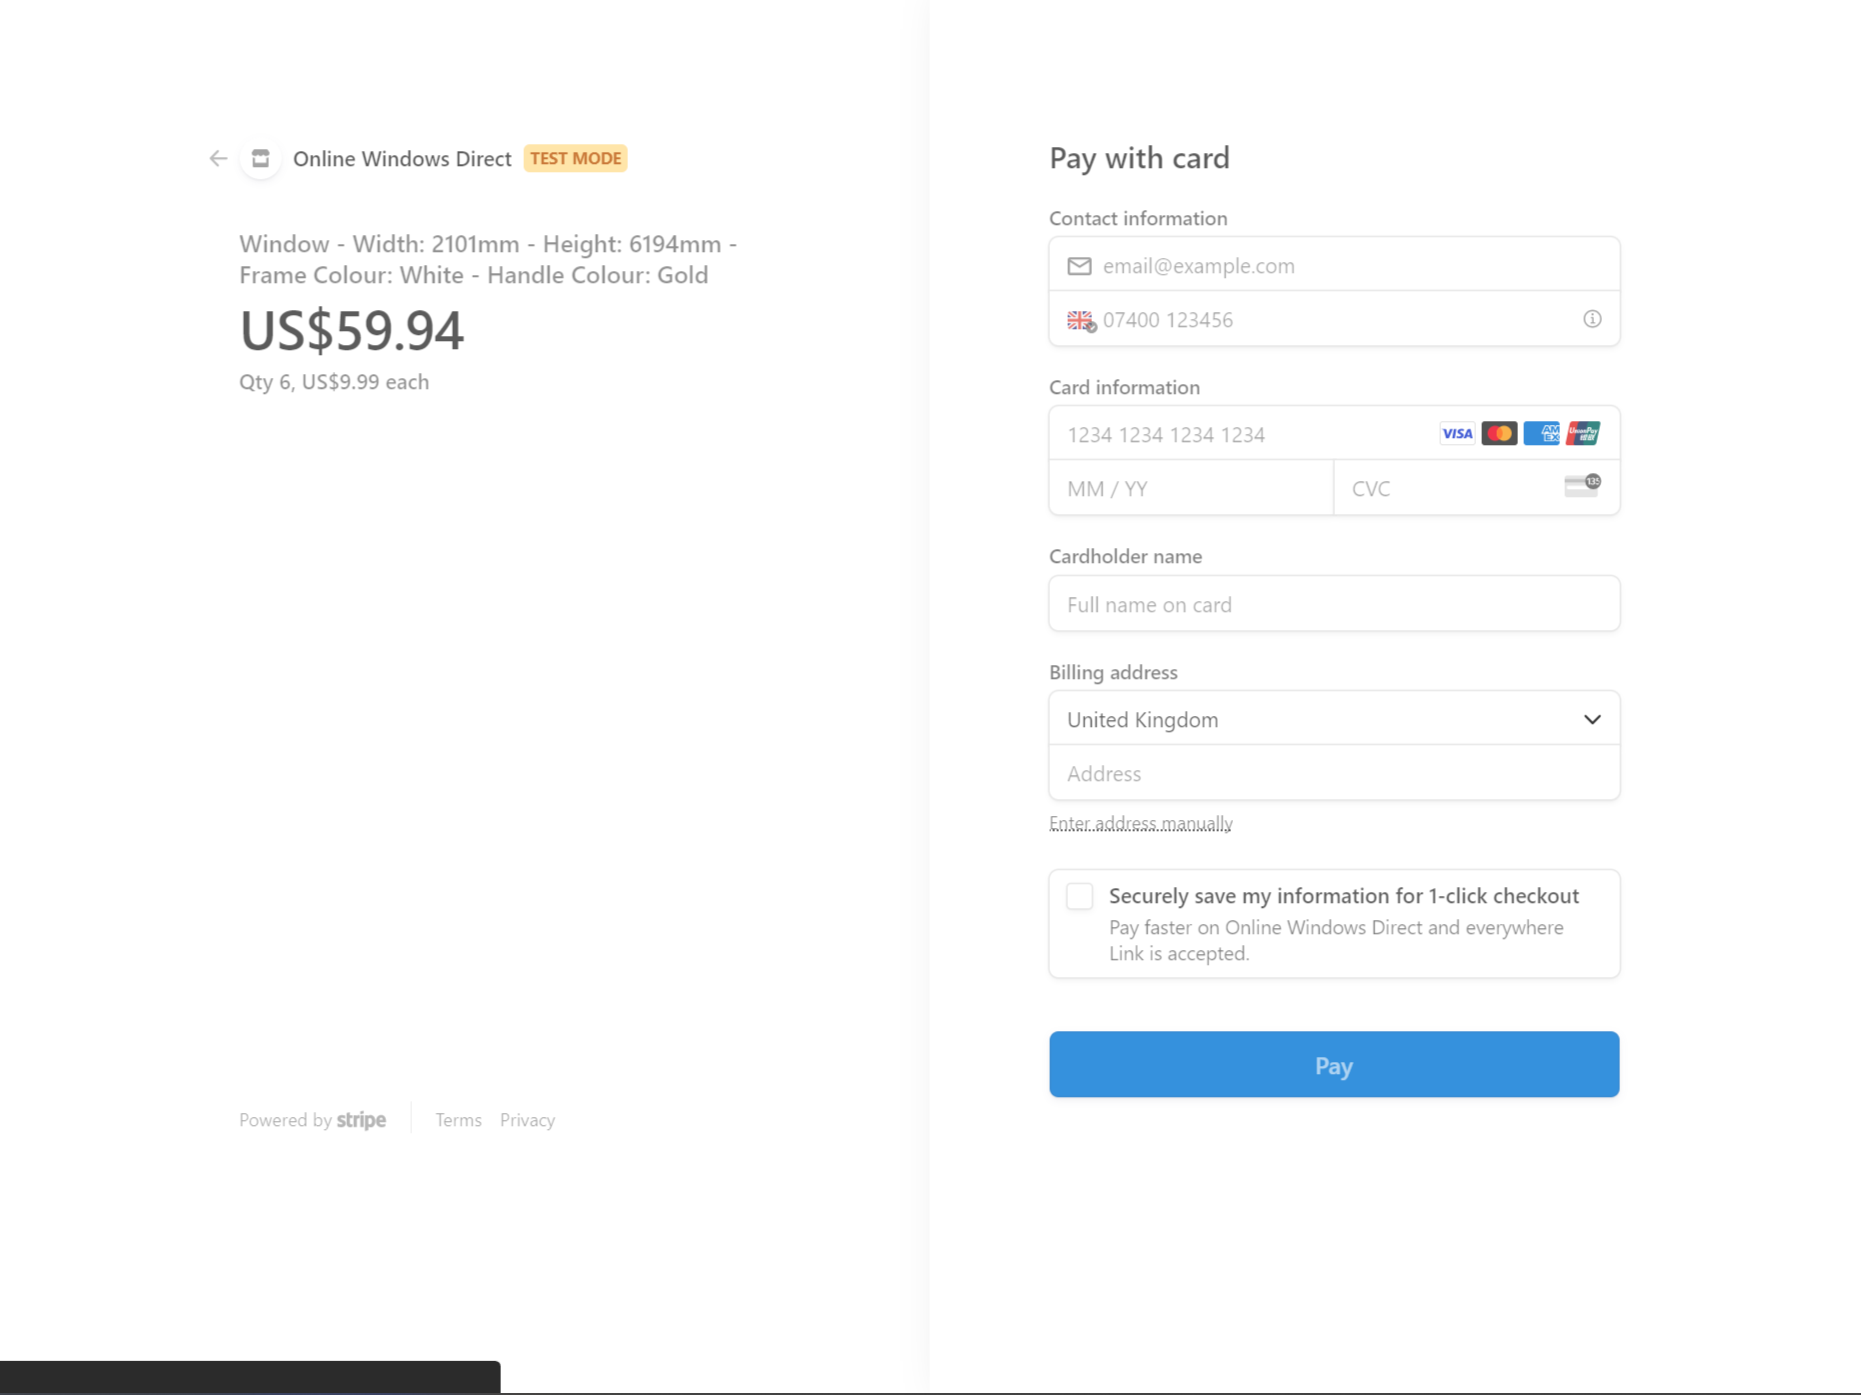 Online Windows Direct TEST MODE
Window - Width: 2101mm - Height: 6194mm -
Frame Colour: White - Handle Colour: Gold
US$59.94
Qty 6, US$9.99 each
Powered by stripe Terms Privacy
Pay with card
Contact information
email@example.com
07400 123456
Card information
1234 1234 1234 1234 VISA AMEX UnionPay
MM / YY CVC 135
Cardholder name
Full name on card
Billing address
United Kingdom
Address
Enter address manually
Securely save my information for 1-click checkout
Pay faster on Online Windows Direct and everywhere
Link is accepted.
Pay